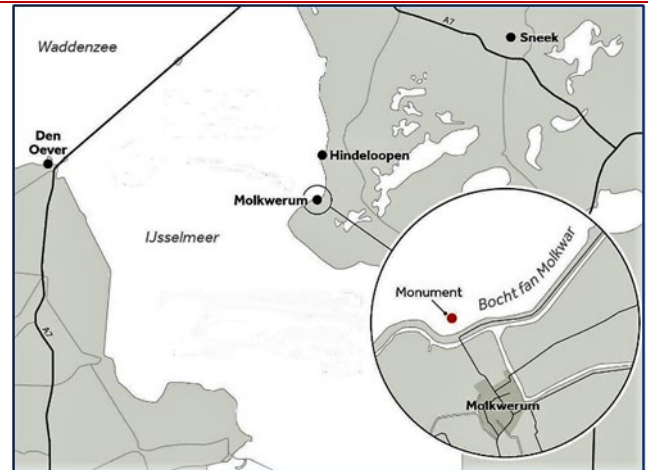 Waddenzee
A7
Sneek
Den
Oever
Hindeloopen
Molkwerum
IJsselmeer
Bocht fan Molkwar
Monument
A7
Molkwerum